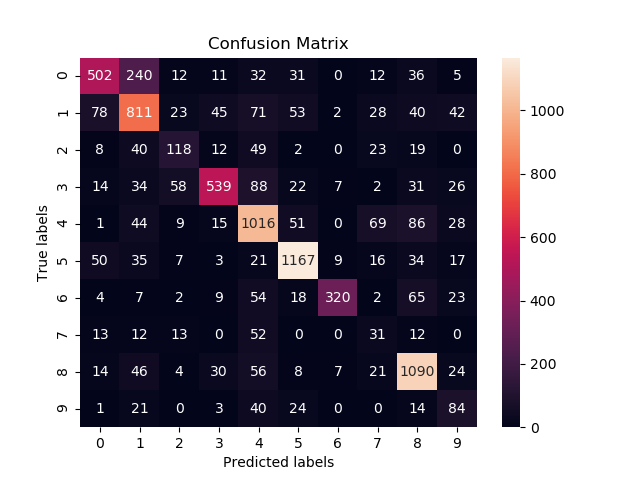 Confusion Matrix
0 502 240 12 11 32 31 0 12 36 5
1 78 811 23 45 71 53 2 28 40 42
2 8 40 118 12 49 2 0 23 19 0
3 14 34 58 539 88 22 7 2 31 26
4 1 44 9 15 1016 51 0 69 86 28
5 50 35 7 3 21 1167 9 16 34 17
6 4 7 2 9 54 18 320 2 65 23
7 13 12 13 0 52 0 0 31 12 0
8 14 46 4 30 56 8 7 21 1090 24
9 1 21 0 3 40 24 0 0 14 84
0 1 2 3 4 5 6 7 8 9
Predicted labels
True labels
1000
800
600
400
200
0